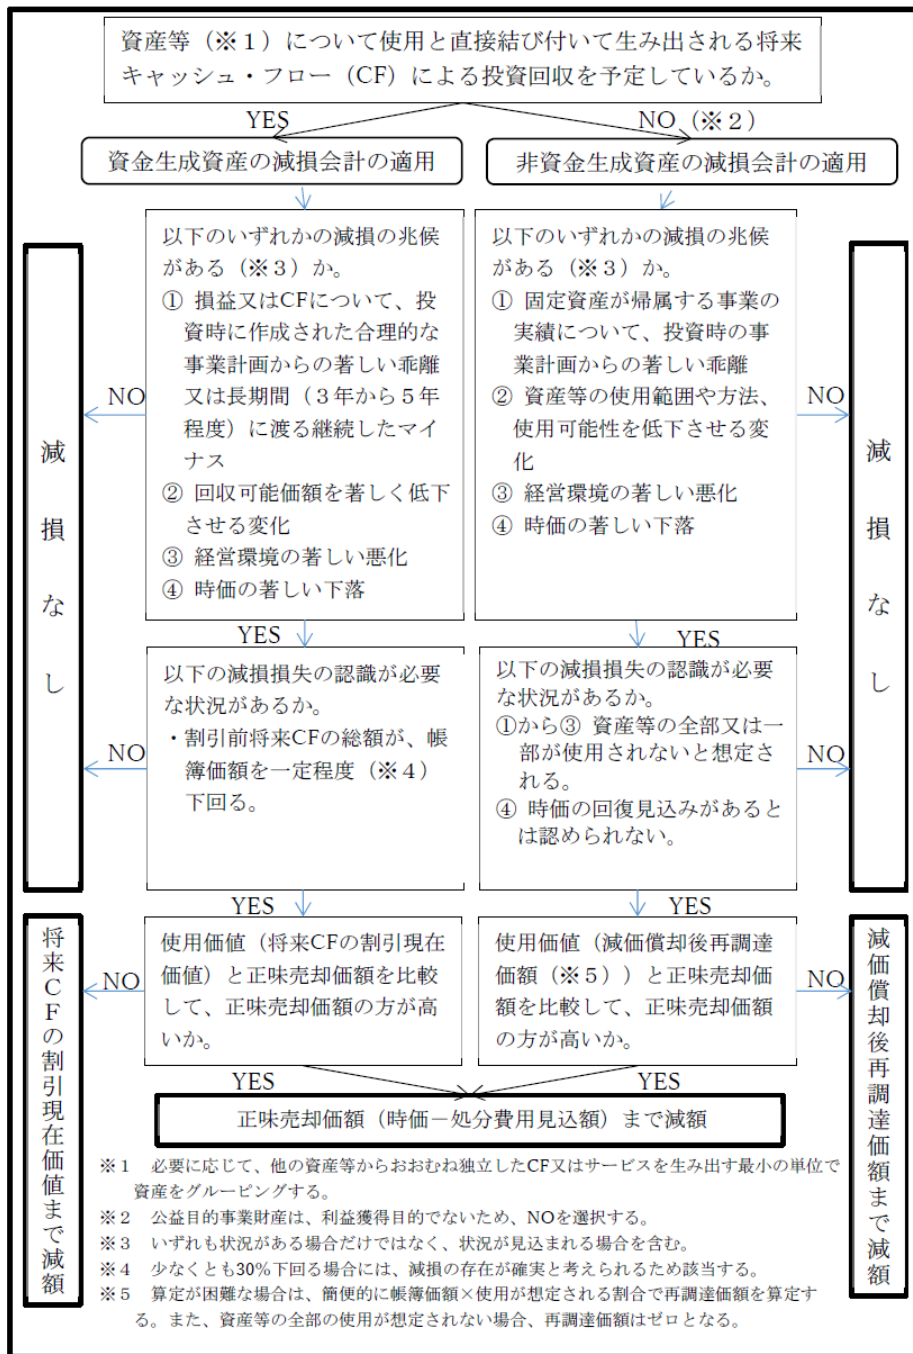 資産等（※１）について使用と直接結び付いて生み出される将来
キャッシュ・フロー（CF）による投資回収を予定しているか。
YES
NO（※２）
資金生成資産の減損会計の適用
非資金生成資産の減損会計の適用
以下のいずれかの減損の兆候
がある（※３）か。
① 損益又はCFについて、投
資時に作成された合理的な
事業計画からの著しい乖離
又は長期間（３年から５年
程度）に渡る継続したマイ
ナス
② 回収可能価額を著しく低下
させる変化
③ 経営環境の著しい悪化
④ 時価の著しい下落
以下のいずれかの減損の兆候
がある（※３）か。
① 固定資産が帰属する事業の
実績について、投資時の事
業計画からの著しい乖離
② 資産等の使用範囲や方法、
使用可能性を低下させる変
化
③ 経営環境の著しい悪化
④ 時価の著しい下落
NO
NO
減損なし
減損なし
YES
YES
以下の減損損失の認識が必要
な状況があるか。
・割引前将来CFの総額が、帳
簿価額を一定程度（※４）
下回る。
以下の減損損失の認識が必要
な状況があるか。
①から③ 資産等の全部又は一
部が使用されないと想定さ
れる。
④ 時価の回復見込みがあると
は認められない。
NO
NO
YES
YES
使用価値（将来CFの割引現在
価値）と正味売却価額を比較
して、正味売却価額の方が高
いか。
使用価値（減価償却後再調達
価額（※５））と正味売却価
額を比較して、正味売却価額
の方が高いか。
NO
NO
将来CFの割引現在価値まで減額
減価償却後再調達価額まで減額
YES
YES
正味売却価額（時価－処分費用見込額）まで減額
※１ 必要に応じて、他の資産等からおおむね独立したCF又はサービスを生み出す最小の単位で
資産をグルーピングする。
※２ 公益目的事業財産は、利益獲得目的でないため、NOを選択する。
※３ いずれも状況がある場合だけではなく、状況が見込まれる場合を含む。
※４ 少なくとも30％下回る場合には、減損の存在が確実と考えられるため該当する。
※５ 算定が困難な場合は、簡便的に帳簿価額×使用が想定される割合で再調達価額を算定す
る。また、資産等の全部の使用が想定されない場合、再調達価額はゼロとなる。